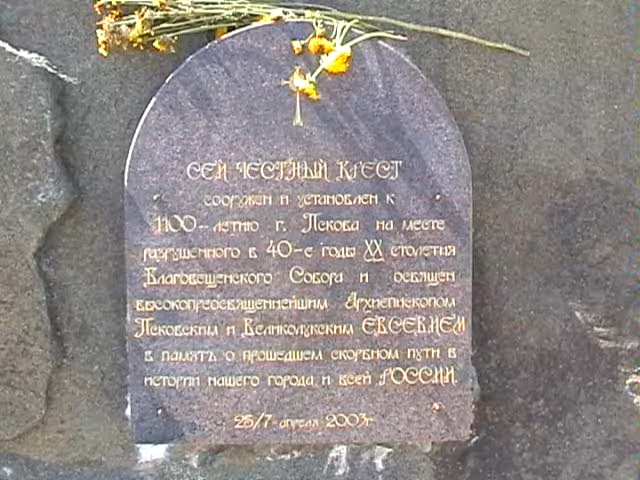 СЕЙ ЧЕСТНЫЙ КРЕСТ
сооружен и установлен к
1100-летию г. Пскова на месте
разрушенного в 40-е годы XX столетия
Благовещенского Собора и освящен
высокопреосвященнейшим Архиепископом
Псковским и Великолукским ЕВСЕВИЕМ
в память о прошедшем скорбном пути в
истории нашего города и всей РОССИИ.
25/7-апреля 2003г